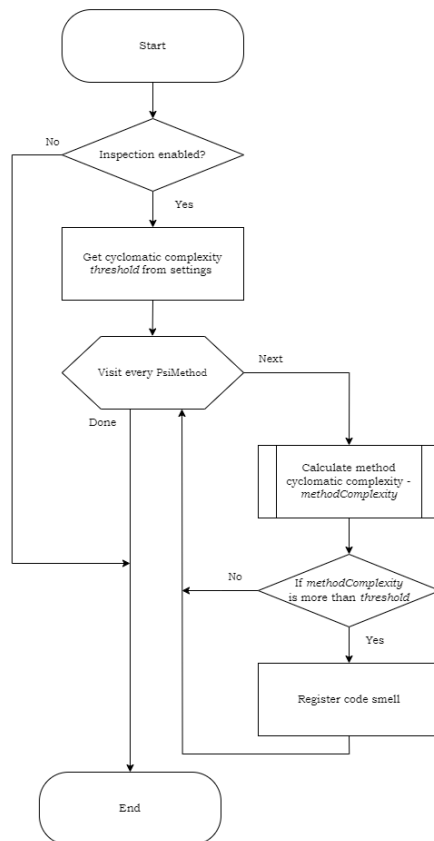 Start
No
Inspection enabled?
Yes
Get cyclomatic complexity
threshold from settings
Visit every PsiMethod
Next
Done
Calculate method
cyclomatic complexity -
methodComplexity
No
If methodComplexity
is more than threshold
Yes
Register code smell
End